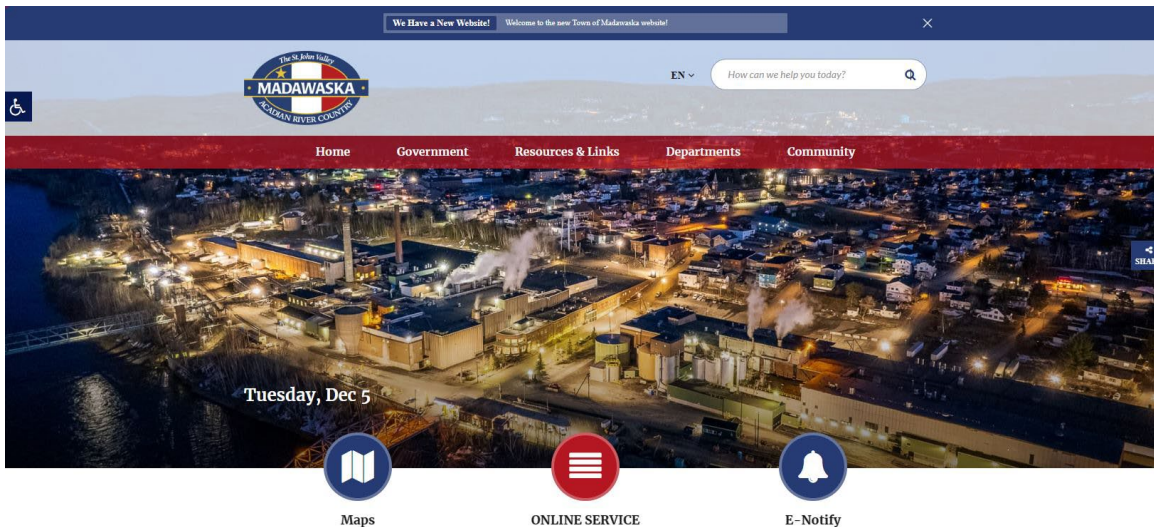 We Have a New Website! Welcome to the new Town of Madawaska website!
The St. John Valley
MADAWASKA
ACADIAN RIVER COUNTRY
EN
How can we help you today?
Home Government Resources & Links Departments Community
Tuesday, Dec 5
Maps ONLINE SERVICE E-Notify